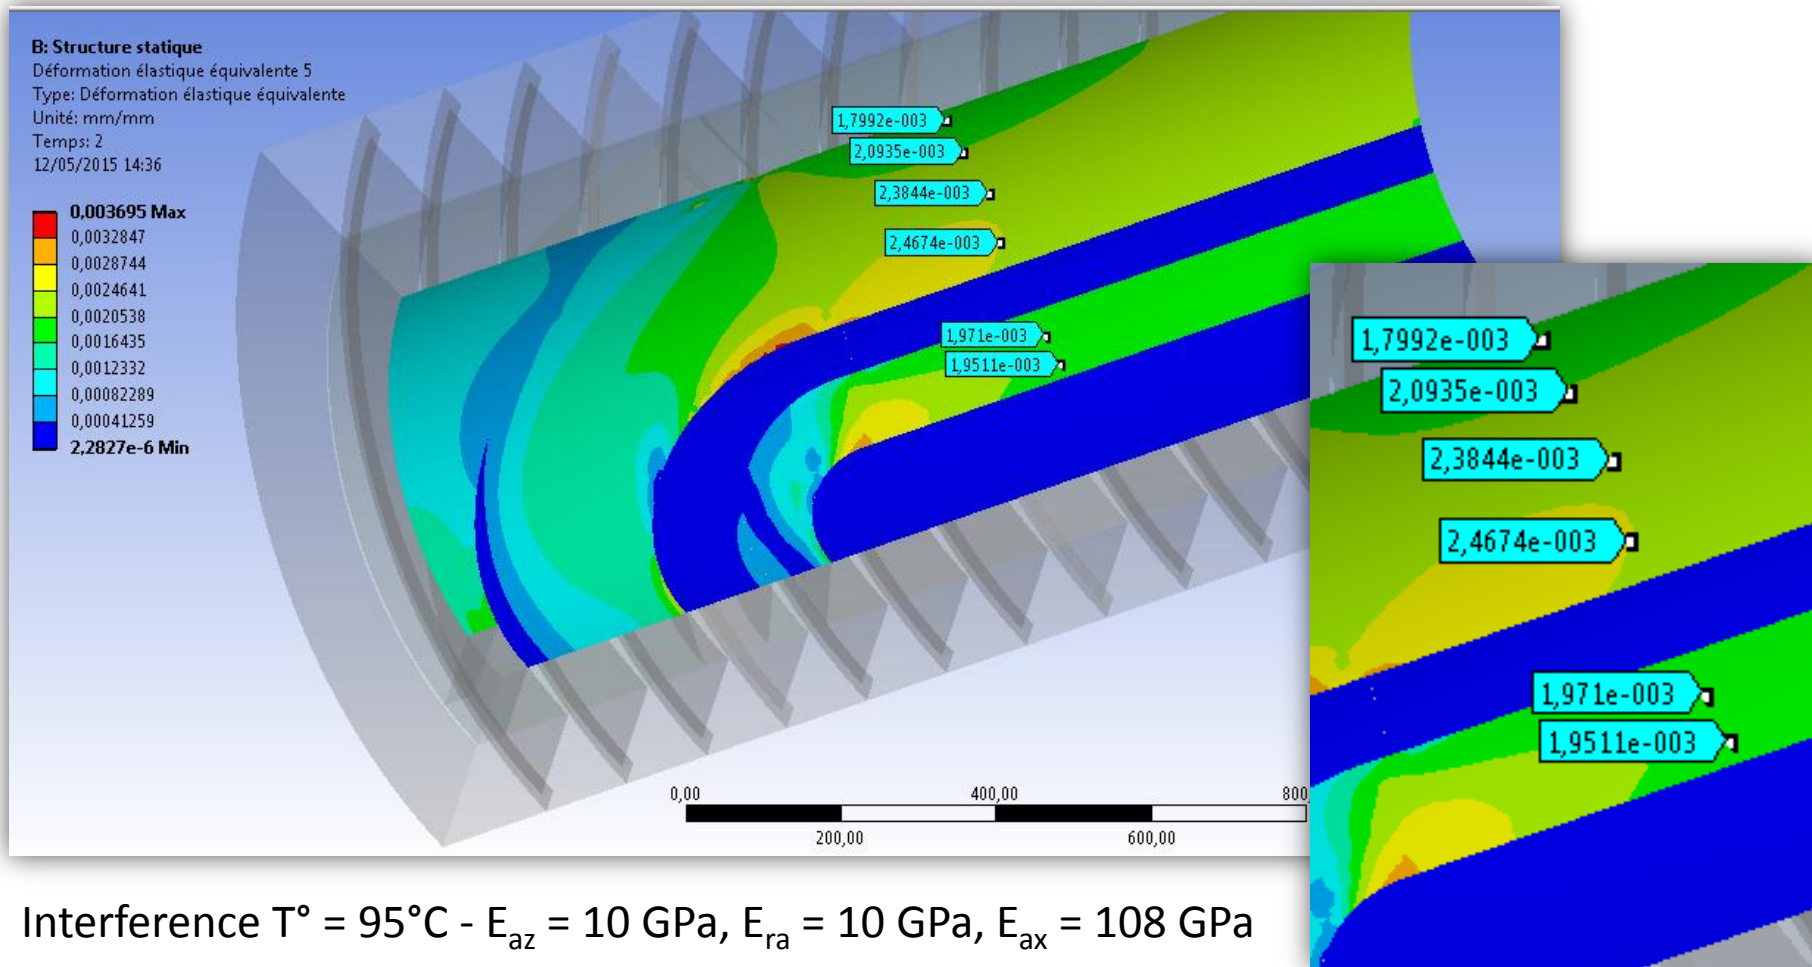 B: Structure statique
Déformation élastique équivalente 5
Type: Déformation élastique équivalente
Unité: mm/mm
Temps: 2
12/05/2015 14:36
0,003695 Max
0,0032847
0,0028744
0,0024641
0,0020538
0,0016435
0,0012332
0,00082289
0,00041259
2,2827e-6 Min
1,7992e-003
2,0935e-003
2,3844e-003
2,4674e-003
1,971e-003
1,9511e-003
0,00 400,00 800,
200,00 600,00
1,7992e-003
2,0935e-003
2,3844e-003
2,4674e-003
1,971e-003
1,9511e-003
Interference T° = 95°C - Eaz = 10 GPa, Era = 10 GPa, Eax = 108 GPa